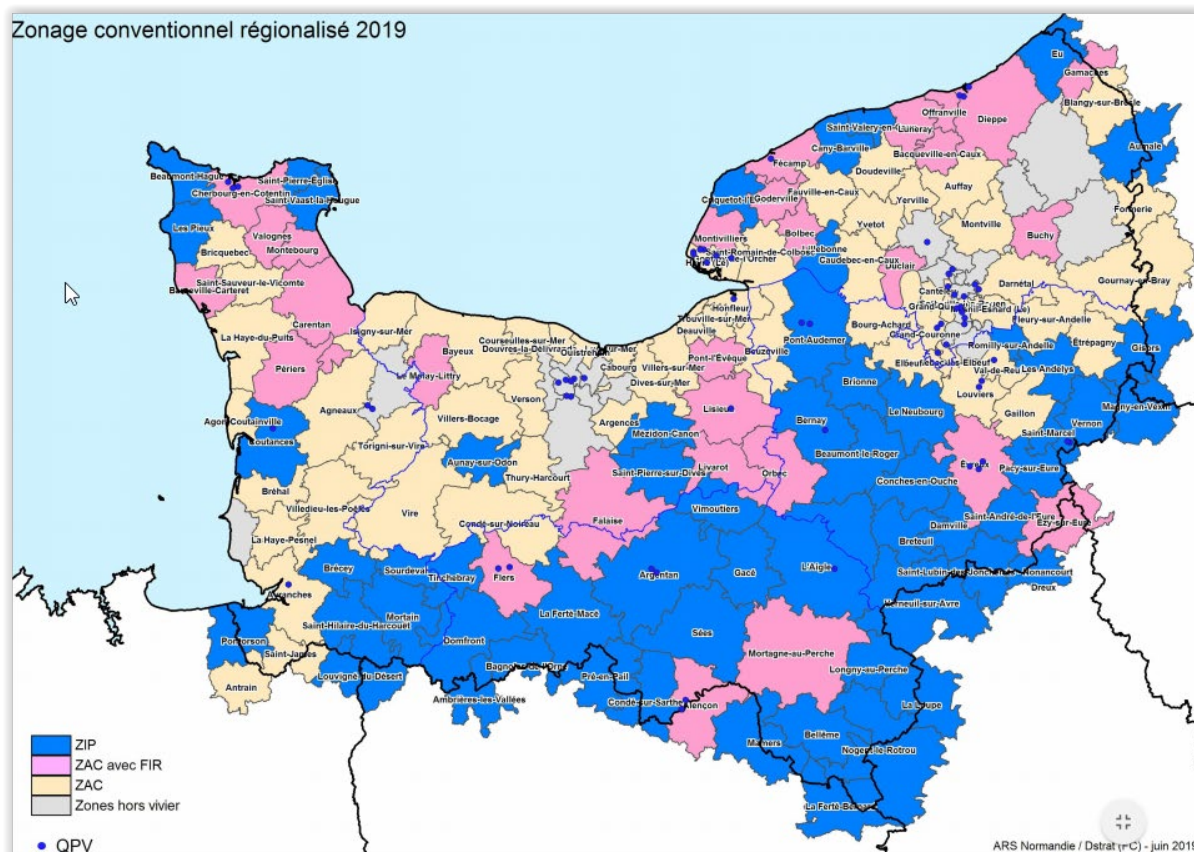 Zonage conventionnel régionalisé 2019
Eu
Gamaches
Blangy-sur-Bresle
Offranville
Dieppe
Saint-Valery-en-
Luneray
Aumale
Cany-Barville
Bacqueville-en-Caux
Fécamp
Doudeville
Beaumont-Hague
Saint-Pierre-Eglise
Cherbourg-en-Cotentin
Fauville-en-Caux
Auffay
Saint-Vaast-la-Hougue
Goderville
Yerville
Formerie
Les Pieux
Yvetot
Montville
Buchy
Valognes
Montivilliers
Bolbec
Bricquebec
Montebourg
Saint-Romain-de-Colbosc
Lillebonne
Caudebec-en-Caux
Duclair
Saint-Sauveur-le-Vicomte
Gournay-en-Bray
Barneville-Carteret
Darnétal
Carentan
Honfleur
Isigny-sur-Mer
Trouville-sur-Mer
Bourg-Achard
Fleury-sur-Andelle
La Haye-du-Puits
Deauville
Pont-Audemer
Grand-Couronne
Courseulles-sur-Mer
Étrépagny
Romilly-sur-Andelle
Gisors
Bayeux
Ouistreham
Beuzeville
Pont-l'Évêque
Elbeuf
Périers
Cabourg
Villers-sur-Mer
Les Andelys
Le Molay-Littry
Dives-sur-Mer
Val-de-Reu
Brionne
Louviers
Magny-en-Vexin
Verson
Agneaux
Lisieux
Le Neubourg
Gaillon
Villers-Bocage
Argences
Bernay
Vernon
Agon-Coutainville
Mézidon-Canon
Saint-Marcel
Coutances
Torigni-sur-Vire
Beaumont-le-Roger
Aunay-sur-Odon
Évreux
Pacy-sur-Eure
Saint-Pierre-sur-Dives
Livarot
Orbec
Thury-Harcourt
Conches-en-Ouche
Bréhal
Villedieu-les-Poêles
Vire
Vimoutiers
Saint-André-de-l'Eure
Ézy-sur-Eure
Falaise
Condé-sur-Noireau
Damville
La Haye-Pesnel
Breteuil
Brécey
Sourdeval
Tinchebray
Flers
Argentan
Gacé
L'Aigle
Nonancourt
Avranches
Dreux
Mortain
La Ferté-Macé
Verneuil-sur-Avre
Saint-Hilaire-du-Harcouet
Pontorson
Domfront
Sées
Saint-James
Mortagne-au-Perche
Bagnoles-de-l'Orne
Longny-au-Perche
Louvigné-du-Désert
Pré-en-Pail
Antrain
Ambrières-les-Vallées
Condé-sur-Sarthe
Alençon
La Loupe
Bellême
Mamers
Nogent-le-Rotrou
La Ferté-Bernard
ZIP
ZAC avec FIR
ZAC
Zones hors vivier
QPV
ARS Normandie / Dstrat (PC) - juin 2019